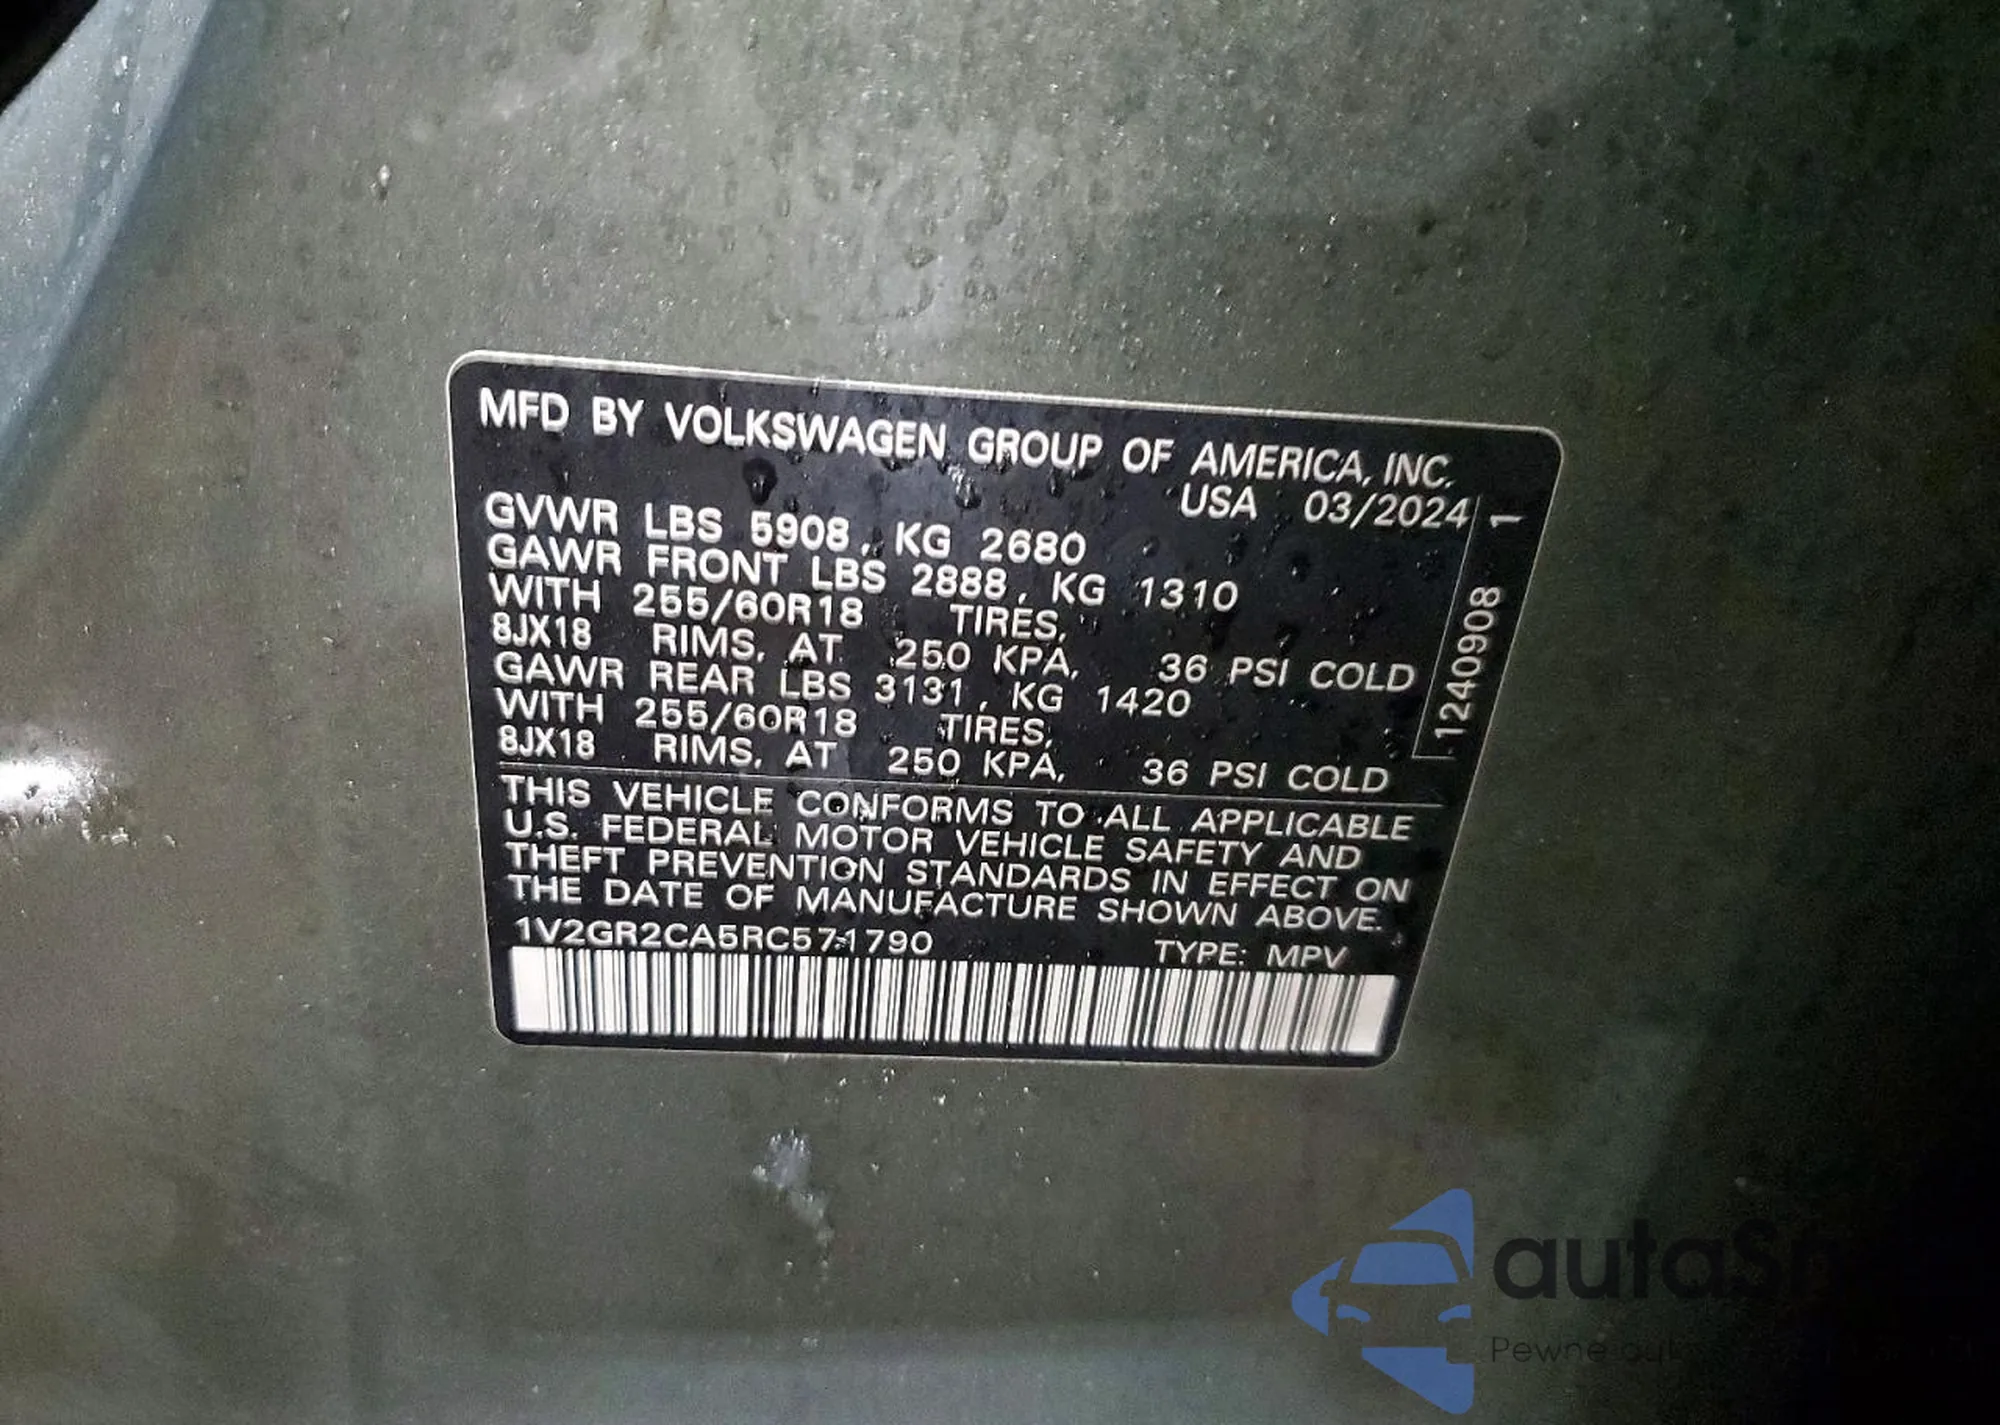 MFD BY VOLKSWAGEN GROUP OF AMERICA, INC.
USA 03/2024
GVWR LBS 5908, KG 2680
GAWR FRONT LBS 2888, KG 1310
WITH 255/60R18 TIRES,
8JX18 RIMS, AT 250 KPA, 36 PSI COLD
GAWR REAR LBS 3131, KG 1420
WITH 255/60R18 TIRES,
8JX18 RIMS, AT 250 KPA, 36 PSI COLD
THIS VEHICLE CONFORMS TO ALL APPLICABLE
U.S. FEDERAL MOTOR VEHICLE SAFETY AND
THEFT PREVENTION STANDARDS IN EFFECT ON
THE DATE OF MANUFACTURE SHOWN ABOVE.
1V2GR2CA5RC571790 TYPE: MPV
1240908 1
Pewne